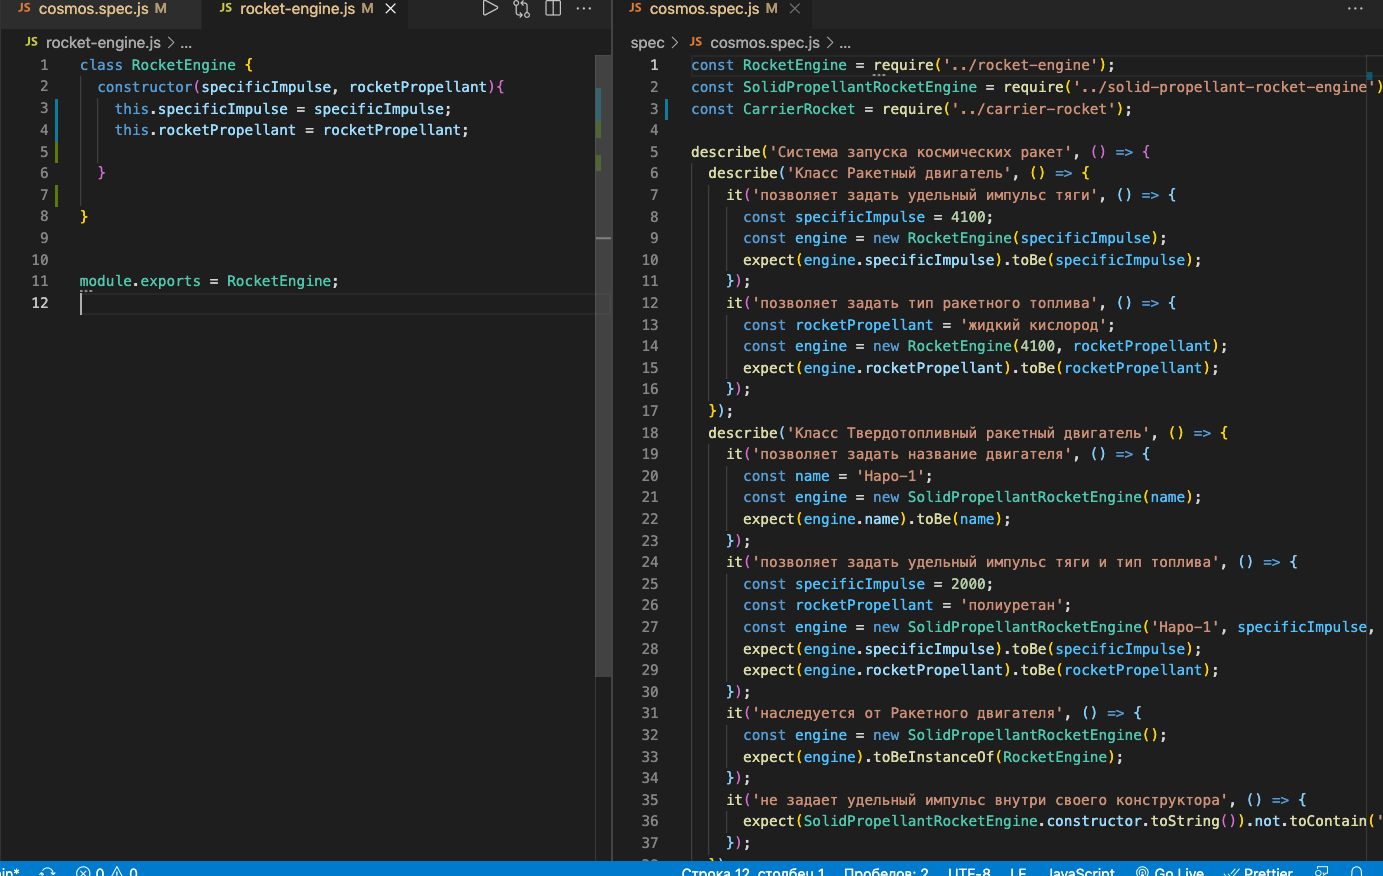 JS cosmos.spec.js M JS rocket-engine.js M
JS rocket-engine.js > ...
1 class RocketEngine {
2 constructor(specificImpulse, rocketPropellant){
3 this.specificImpulse = specificImpulse;
4 this.rocketPropellant = rocketPropellant;
5
6 }
7
8 }
9
10
11 module.exports = RocketEngine;
12
JS cosmos.spec.js M
spec > JS cosmos.spec.js > ...
1 const RocketEngine = require('../rocket-engine');
2 const SolidPropellantRocketEngine = require('../solid-propellant-rocket-engine')
3 const CarrierRocket = require('../carrier-rocket');
4
5 describe('Система запуска космических ракет', () => {
6 describe('Класс Ракетный двигатель', () => {
7 it('позволяет задать удельный импульс тяги', () => {
8 const specificImpulse = 4100;
9 const engine = new RocketEngine(specificImpulse);
10 expect(engine.specificImpulse).toBe(specificImpulse);
11 });
12 it('позволяет задать тип ракетного топлива', () => {
13 const rocketPropellant = 'жидкий кислород';
14 const engine = new RocketEngine(4100, rocketPropellant);
15 expect(engine.rocketPropellant).toBe(rocketPropellant);
16 });
17 });
18 describe('Класс Твердотопливный ракетный двигатель', () => {
19 it('позволяет задать название двигателя', () => {
20 const name = 'Наро-1';
21 const engine = new SolidPropellantRocketEngine(name);
22 expect(engine.name).toBe(name);
23 });
24 it('позволяет задать удельный импульс тяги и тип топлива', () => {
25 const specificImpulse = 2000;
26 const rocketPropellant = 'полиуретан';
27 const engine = new SolidPropellantRocketEngine('Наро-1', specificImpulse,
28 expect(engine.specificImpulse).toBe(specificImpulse);
29 expect(engine.rocketPropellant).toBe(rocketPropellant);
30 });
31 it('наследуется от Ракетного двигателя', () => {
32 const engine = new SolidPropellantRocketEngine();
33 expect(engine).toBeInstanceOf(RocketEngine);
34 });
35 it('не задает удельный импульс внутри своего конструктора', () => {
36 expect(SolidPropellantRocketEngine.constructor.toString()).not.toContain('
37 });
0 0 Строка 12, столбец 1 Пробелов: 2 UTF-8 LF JavaScript Go Live Prettier